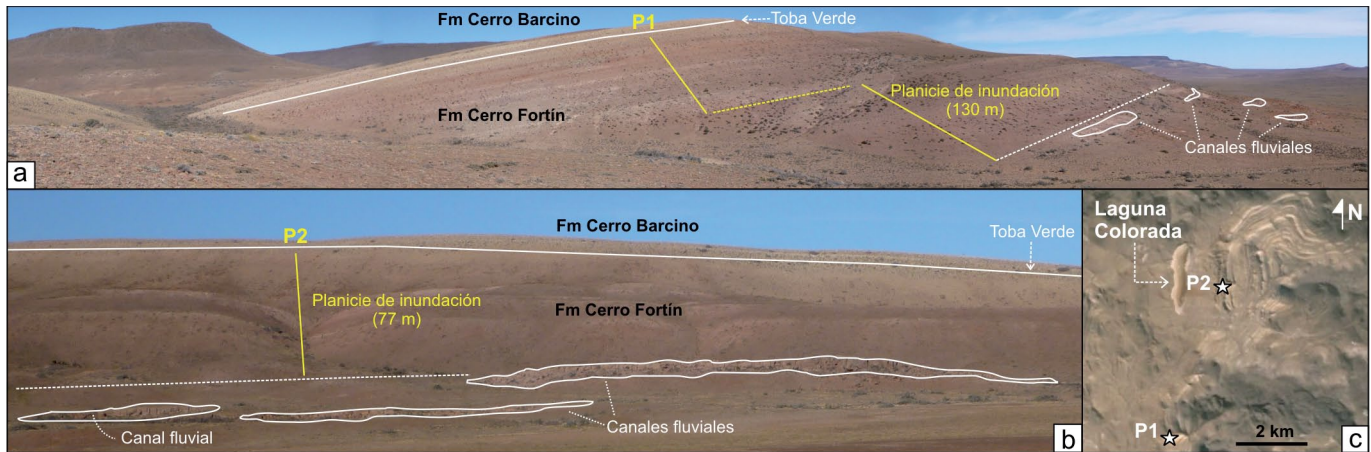 Fm Cerro Barcino
P1
Toba Verde
Fm Cerro Fortín
Planicie de inundación
(130 m)
Canales fluviales
a
P2
Fm Cerro Barcino
Toba Verde
Planicie de inundación
(77 m)
Fm Cerro Fortín
Canal fluvial
Canales fluviales
b
Laguna
Colorada
N
P2
P1
2 km
c